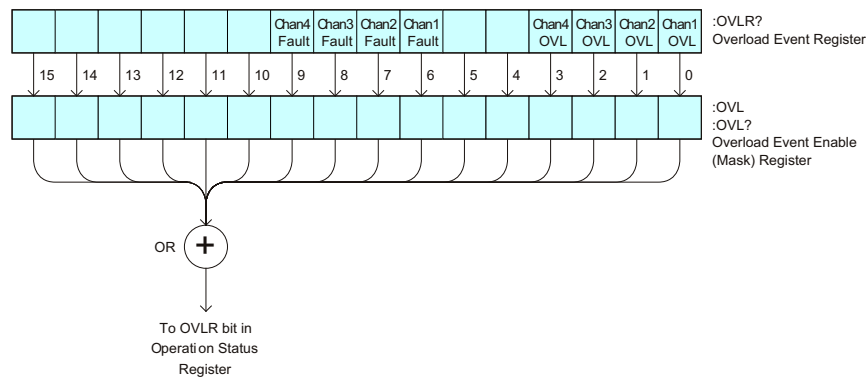 Chan4 Chan3 Chan2 Chan1 Chan4 Chan3 Chan2 Chan1
Fault Fault Fault Fault OVL OVL OVL OVL
:OVLR?
Overload Event Register
15 14 13 12 11 10 9 8 7 6 5 4 3 2 1 0
:OVL
:OVL?
Overload Event Enable
(Mask) Register
OR +
To OVLR bit in
Operation Status
Register